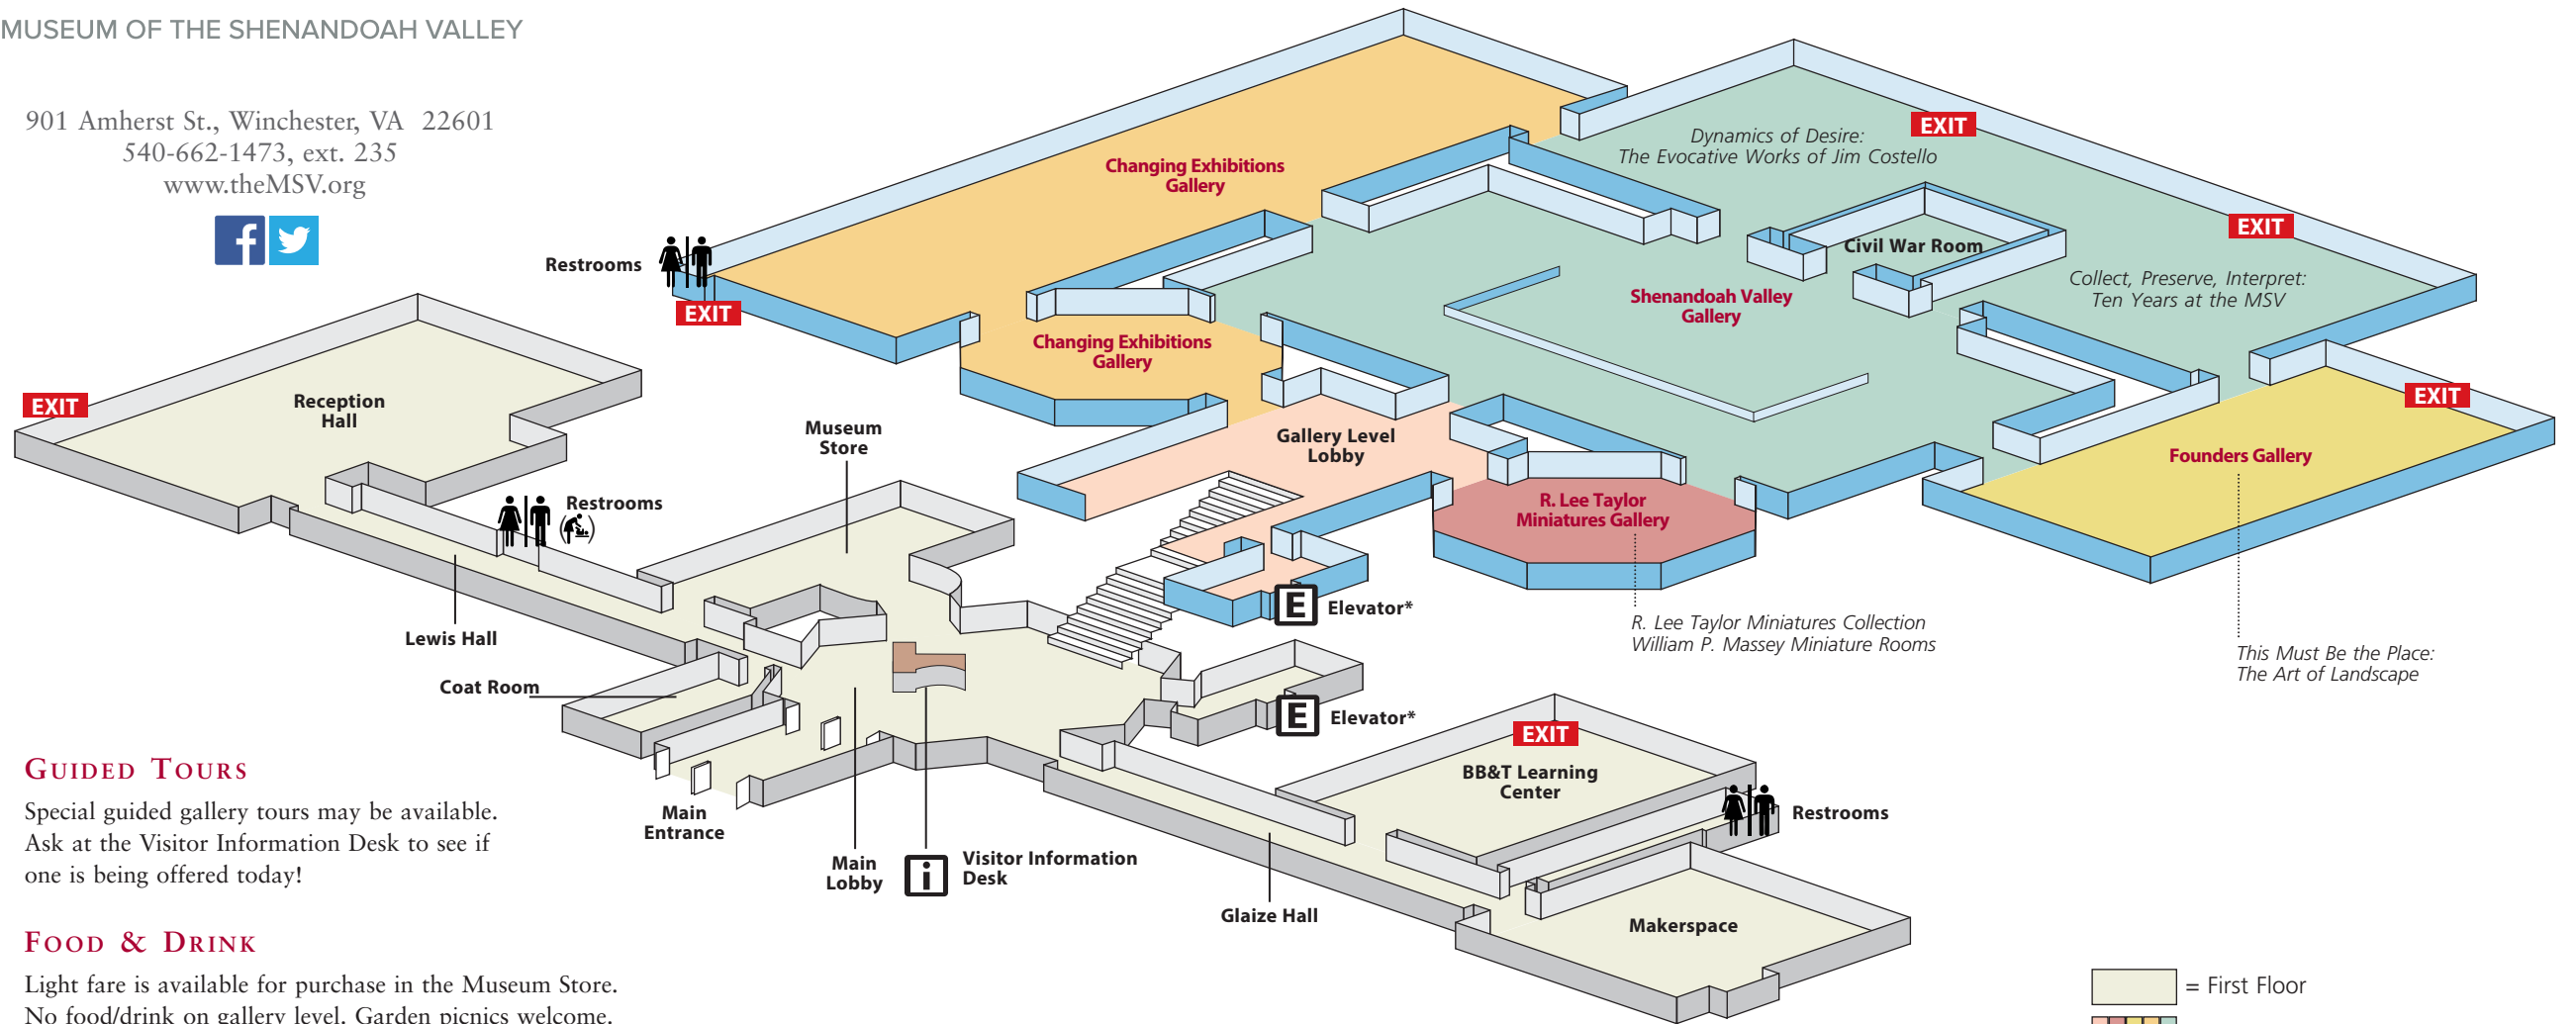 MUSEUM OF THE SHENANDOAH VALLEY
901 Amherst St., Winchester, VA 22601
540-662-1473, ext. 235
www.theMSV.org
Changing Exhibitions
Gallery
Dynamics of Desire:
The Evocative Works of Jim Costello
EXIT
EXIT
Civil War Room
Restrooms
EXIT
Shenandoah Valley
Gallery
Collect, Preserve, Interpret:
Ten Years at the MSV
Changing Exhibitions
Gallery
EXIT
Reception
Hall
EXIT
Museum
Store
Gallery Level
Lobby
Founders Gallery
Restrooms
R. Lee Taylor
Miniatures Gallery
E Elevator*
R. Lee Taylor Miniatures Collection
William P. Massey Miniature Rooms
This Must Be the Place:
The Art of Landscape
Lewis Hall
Coat Room
E Elevator*
EXIT
BB&T Learning
Center
Restrooms
Main
Entrance
Main
Lobby
i Visitor Information
Desk
Glaize Hall
Makerspace
GUIDED TOURS
Special guided gallery tours may be available.
Ask at the Visitor Information Desk to see if
one is being offered today!
FOOD & DRINK
Light fare is available for purchase in the Museum Store.
No food/drink on gallery level. Garden picnics welcome.
= First Floor